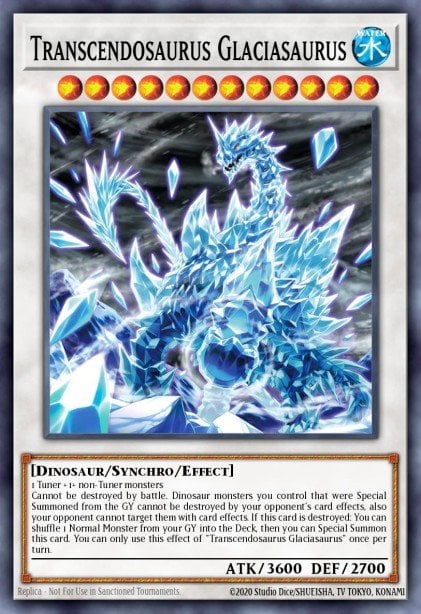 TRANSCENDOSAURUS GLACIASAURUS
WATER
水
[DINOSAUR/SYNCHRO/EFFECT]
1 Tuner + 1+ non-Tuner monsters
Cannot be destroyed by battle. Dinosaur monsters you control that were Special
Summoned from the GY cannot be destroyed by your opponent's card effects, also
your opponent cannot target them with card effects. If this card is destroyed: You can
shuffle 1 Normal Monster from your GY into the Deck, then you can Special Summon
this card. You can only use this effect of "Transcendosaurus Glaciasaurus" once per
turn.
ATK/3600 DEF/2700
Replica - Not For Use in Sanctioned Tournaments.
©2020 Studio Dice/SHUEISHA, TV TOKYO, KONAMI